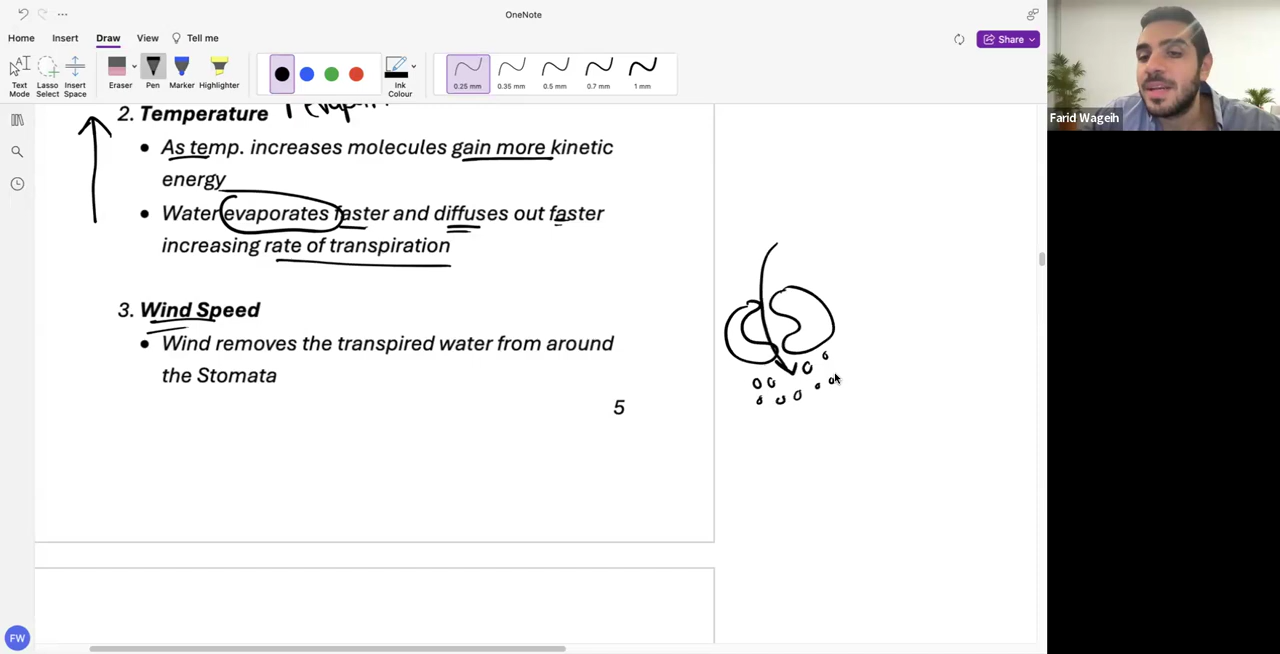 OneNote
Home Insert Draw View Tell me
Share
Text Mode
Lasso Select
Insert Space
Eraser
Pen
Marker
Highlighter
0.25 mm
0.35 mm
0.5 mm
0.7 mm
1 mm
Ink Colour
Farid Wageih
2. Temperature
• As temp. increases molecules gain more kinetic
energy
• Water evaporates faster and diffuses out faster
increasing rate of transpiration
3. Wind Speed
• Wind removes the transpired water from around
the Stomata
5
FW